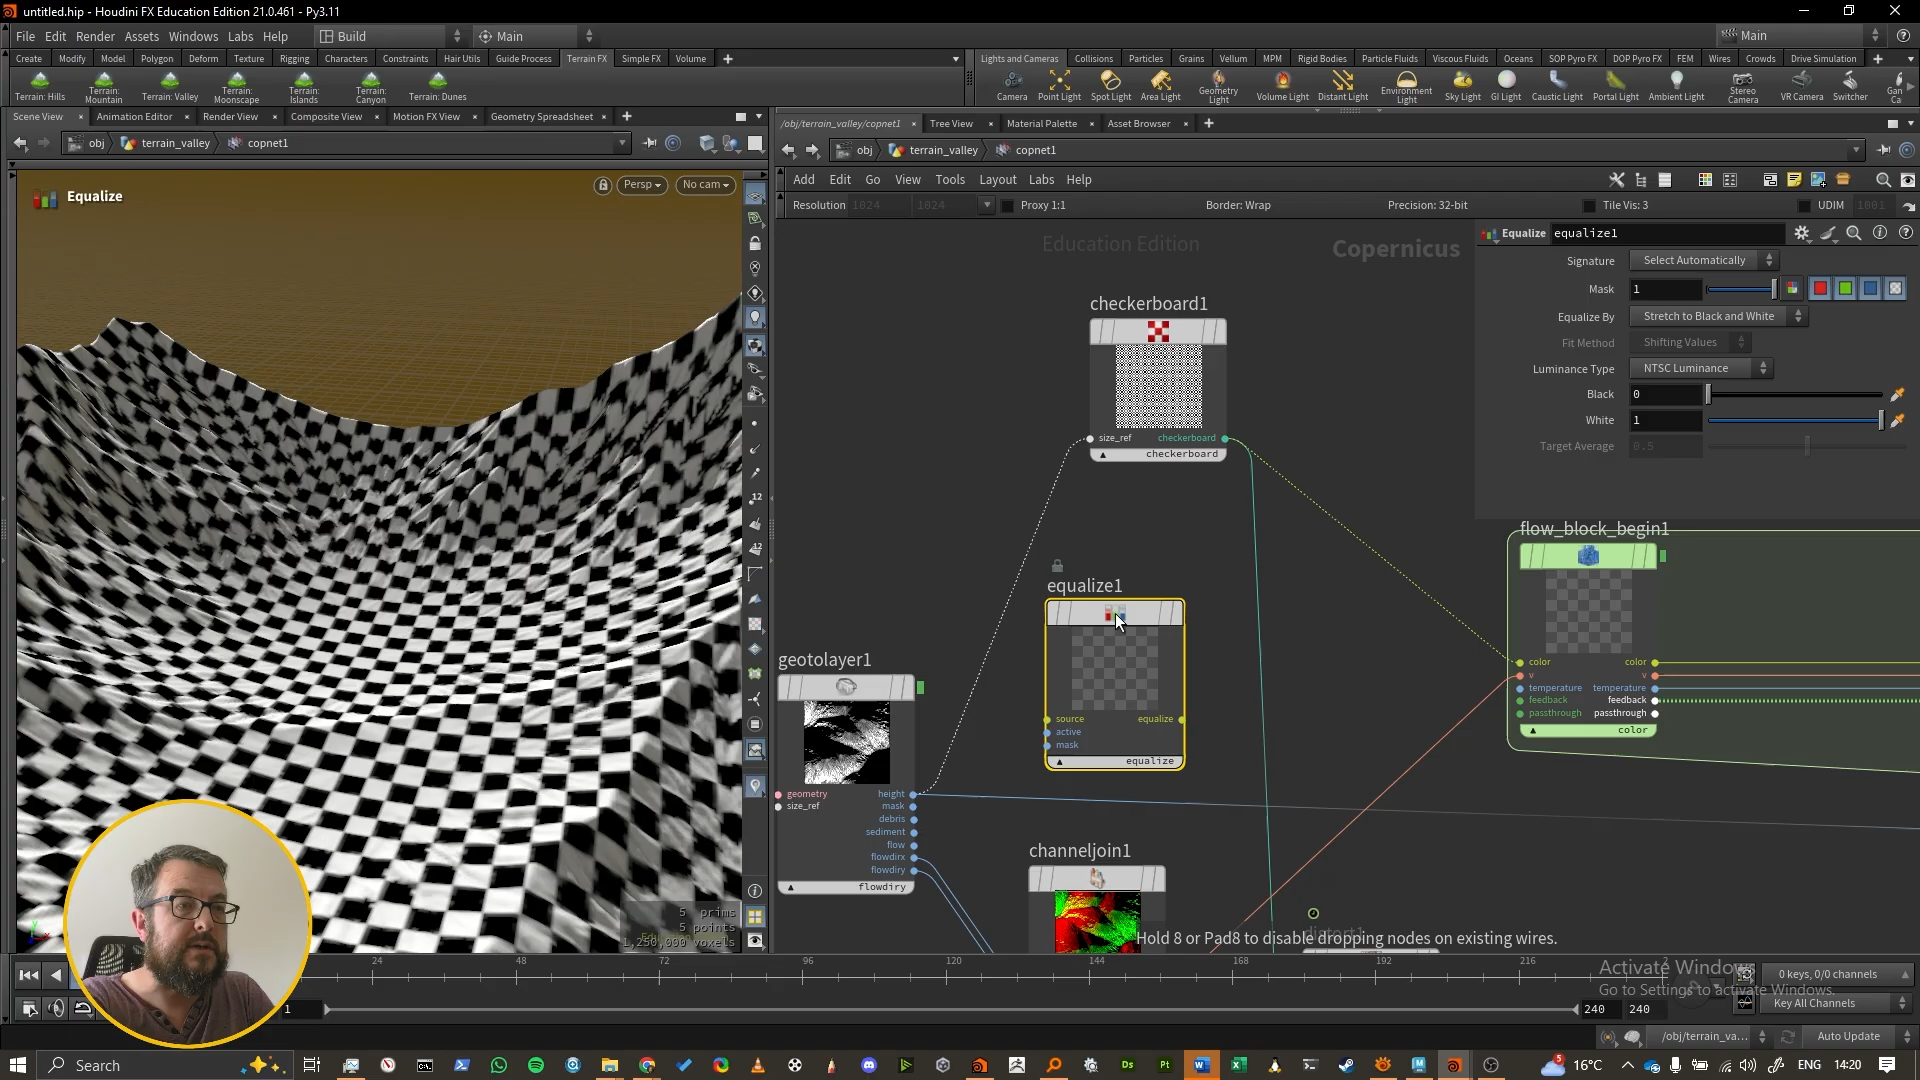 untitled.hip - Houdini FX Education Edition 21.0.461 - Py3.11
File Edit Render Assets Windows Labs Help Build Main Main
Create Modify Model Polygon Deform Texture Rigging Characters Constraints Hair Utils Guide Process Terrain FX Simple FX Volume
Lights and Cameras Collisions Particles Grains Vellum MPM Rigid Bodies Particle Fluids Viscous Fluids Oceans SOP Pyro FX DOP Pyro FX FEM Wires Crowds Drive Simulation
Terrain: Hills Terrain: Mountain Terrain: Valley Terrain: Moonscape Terrain: Islands Terrain: Canyon Terrain: Dunes
Camera Point Light Spot Light Area Light Geometry Light Volume Light Distant Light Environment Light Sky Light GI Light Caustic Light Portal Light Ambient Light Stereo Camera VR Camera Switcher Gan Ca
Scene View Animation Editor Render View Composite View Motion FX View Geometry Spreadsheet
/obj/terrain_valley/copnet1 Tree View Material Palette Asset Browser
obj terrain_valley copnet1
obj terrain_valley copnet1
Add Edit Go View Tools Layout Labs Help
Resolution 1024 1024 Proxy 1:1 Border: Wrap Precision: 32-bit Tile Vis: 3 UDIM 1001
Equalize
Persp No cam
Education Edition
Copernicus
Equalize equalize1
Signature Select Automatically
Mask 1
Equalize By Stretch to Black and White
Fit Method Shifting Values
Luminance Type NTSC Luminance
Black 0
White 1
Target Average 0.5
checkerboard1
size_ref checkerboard
checkerboard
flow_block_begin1
color color
v v
temperature temperature
feedback feedback
passthrough passthrough
color
equalize1
source equalize
active
mask
equalize
geotolayer1
geometry height
size_ref mask
debris
sediment
flow
flowdirx
flowdiry
flowdiry
channeljoin1
distort1
Hold 8 or Pad8 to disable dropping nodes on existing wires.
5 prims
5 points
1,250,000 voxels
12
12
24 48 72 96 120 144 168 192 216
1 240 240
Activate Windows
Go to Settings to activate Windows.
0 keys, 0/0 channels
Key All Channels
/obj/terrain_va... Auto Update
Search 5 16°C ENG 14:20